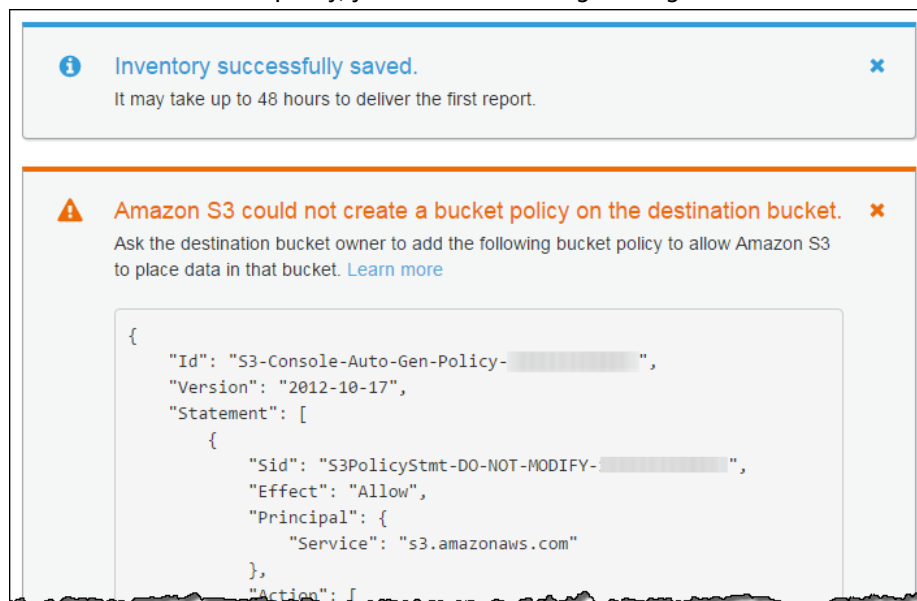 Inventory successfully saved.
It may take up to 48 hours to deliver the first report.
Amazon S3 could not create a bucket policy on the destination bucket.
Ask the destination bucket owner to add the following bucket policy to allow Amazon S3
to place data in that bucket. Learn more
{
"Id": "S3-Console-Auto-Gen-Policy- ",
"Version": "2012-10-17",
"Statement": [
{
"Sid": "S3PolicyStmt-DO-NOT-MODIFY- ",
"Effect": "Allow",
"Principal": {
"Service": "s3.amazonaws.com"
},
"Action": [